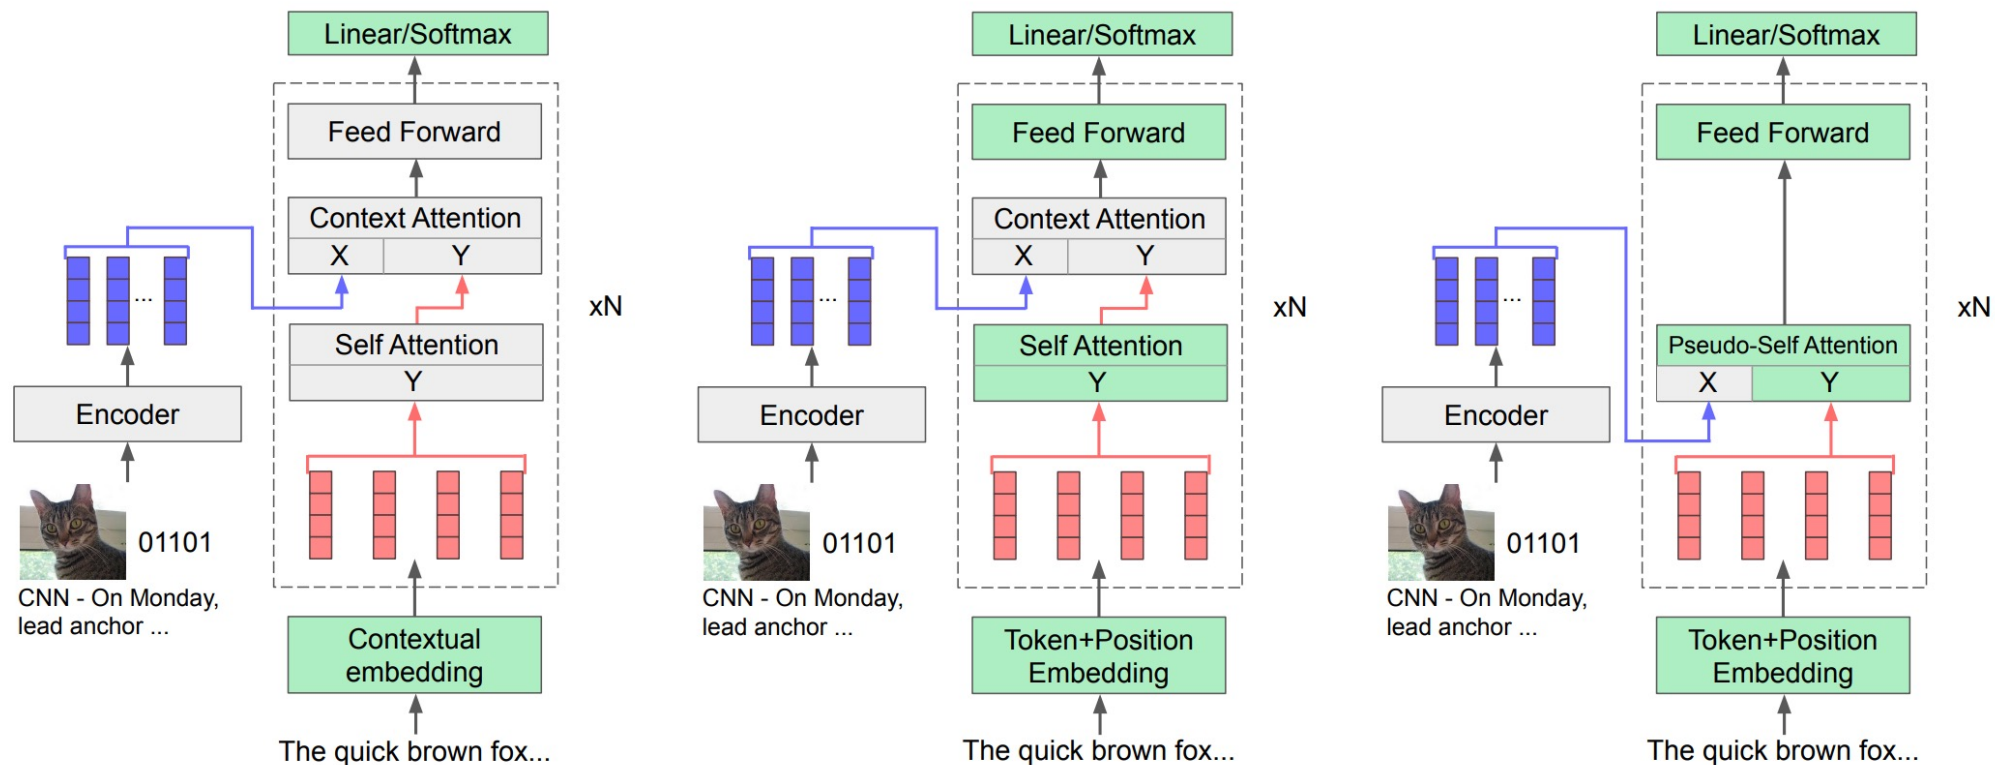 Linear/Softmax
Feed Forward
Context Attention
X Y
Self Attention
Y
xN
...
Encoder
01101
CNN - On Monday,
lead anchor ...
Contextual
embedding
The quick brown fox...
Linear/Softmax
Feed Forward
Context Attention
X Y
Self Attention
Y
xN
...
Encoder
01101
CNN - On Monday,
lead anchor ...
Token+Position
Embedding
The quick brown fox...
Linear/Softmax
Feed Forward
Pseudo-Self Attention
X Y
xN
...
Encoder
01101
CNN - On Monday,
lead anchor ...
Token+Position
Embedding
The quick brown fox...